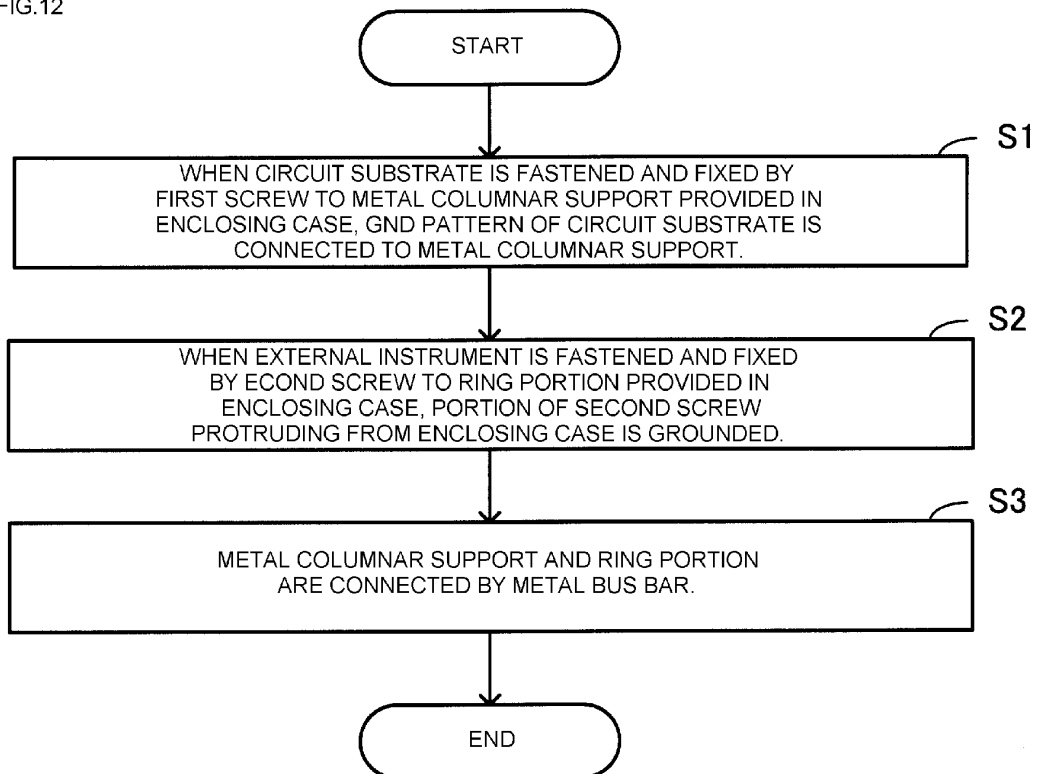 FIG.12
START
S1
WHEN CIRCUIT SUBSTRATE IS FASTENED AND FIXED BY
FIRST SCREW TO METAL COLUMNAR SUPPORT PROVIDED IN
ENCLOSING CASE, GND PATTERN OF CIRCUIT SUBSTRATE IS
CONNECTED TO METAL COLUMNAR SUPPORT.
S2
WHEN EXTERNAL INSTRUMENT IS FASTENED AND FIXED
BY ECOND SCREW TO RING PORTION PROVIDED IN
ENCLOSING CASE, PORTION OF SECOND SCREW
PROTRUDING FROM ENCLOSING CASE IS GROUNDED.
S3
METAL COLUMNAR SUPPORT AND RING PORTION
ARE CONNECTED BY METAL BUS BAR.
END